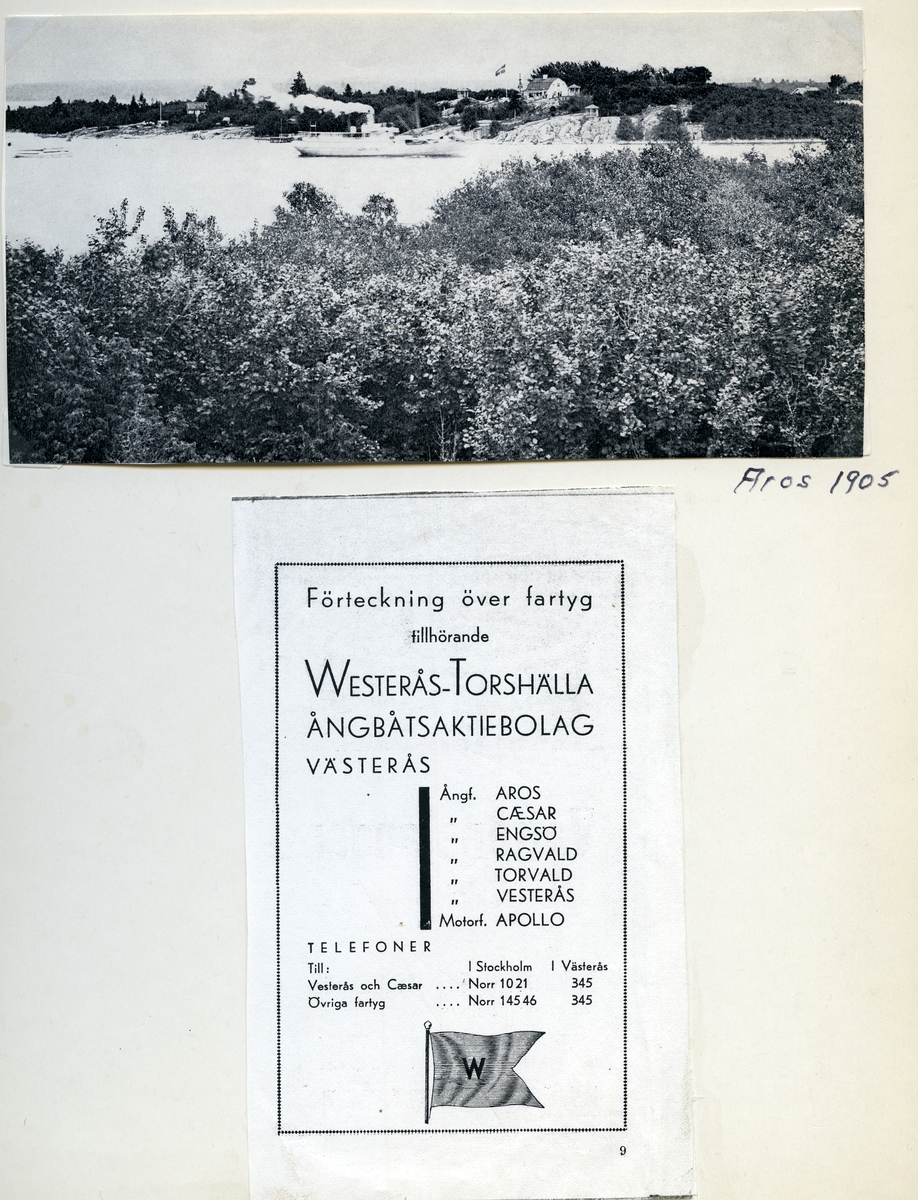 Aros 1905
Förteckning över fartyg
tillhörande
WESTERÅS-TORSHÄLLA
ÅNGBÅTSAKTIEBOLAG
VÄSTERÅS
Ångf. AROS
„ CÆSAR
„ ENGSÖ
„ RAGVALD
„ TORVALD
„ VESTERÅS
Motorf. APOLLO
TELEFONER
Till: I Stockholm I Västerås
Vesterås och Cæsar .... Norr 10 21 345
Övriga fartyg .... Norr 145 46 345
W
9